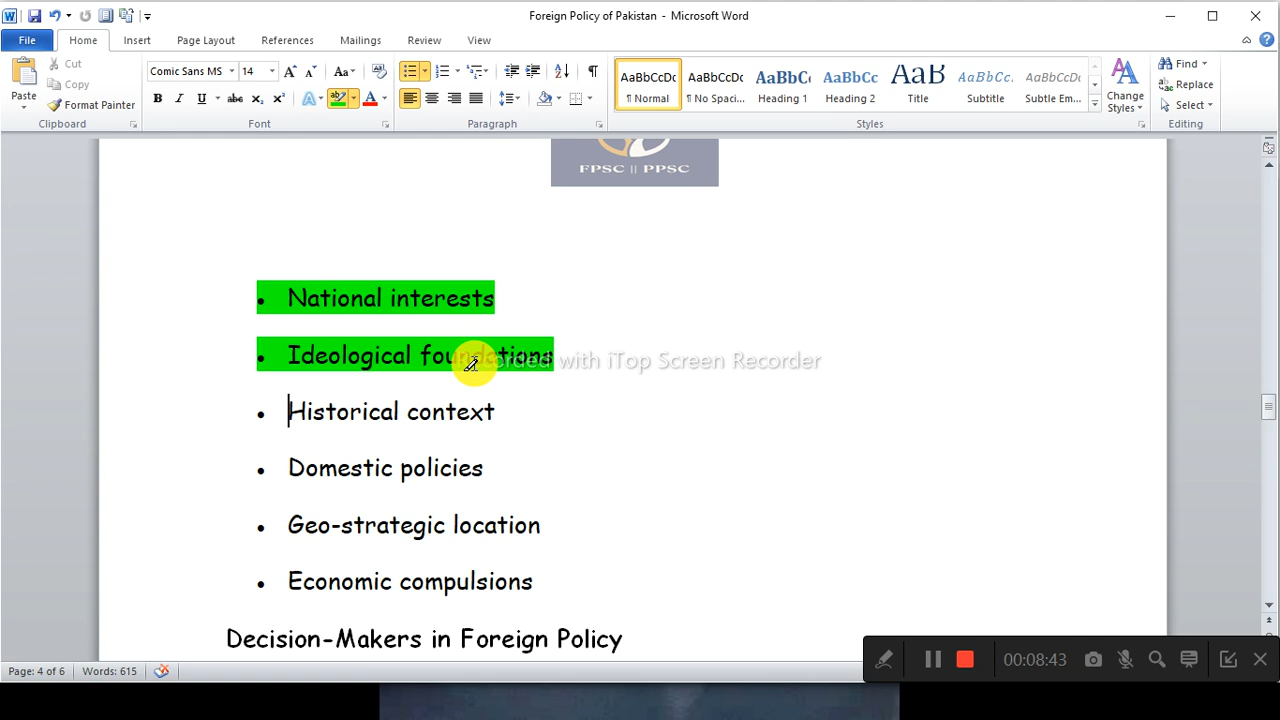 Foreign Policy of Pakistan - Microsoft Word
File Home Insert Page Layout References Mailings Review View
Paste
Cut
Copy
Format Painter
Clipboard
Comic Sans MS 14
Font
Paragraph
AaBbCcDc AaBbCcDc AaBbC AaBbCc AaB AaBbCc. AaBbCcDc
¶ Normal ¶ No Spaci... Heading 1 Heading 2 Title Subtitle Subtle Em...
Styles
Change Styles
Find
Replace
Select
Editing
FPSC || PPSC
• National interests
• Ideological foundations
Recorded with iTop Screen Recorder
• Historical context
• Domestic policies
• Geo-strategic location
• Economic compulsions
Decision-Makers in Foreign Policy
Page: 4 of 6 Words: 615
00:08:43